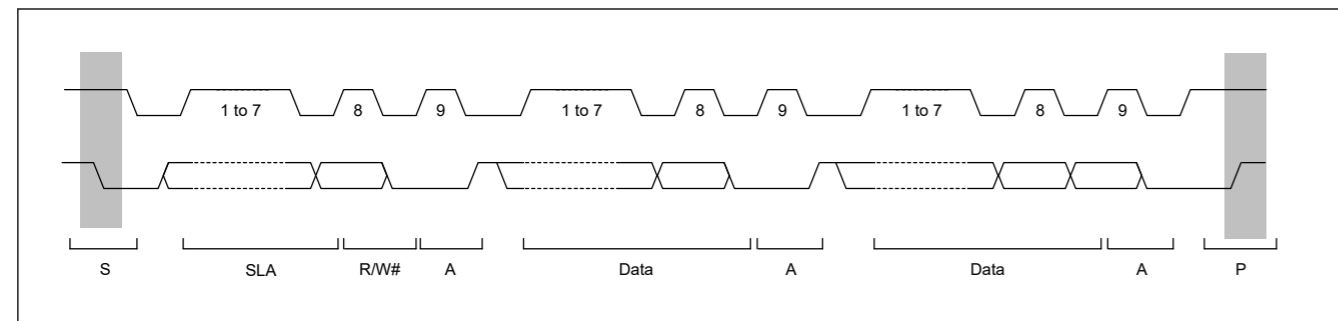 1 to 7 8 9 1 to 7 8 9 1 to 7 8 9
S SLA R/W# A Data A Data A P